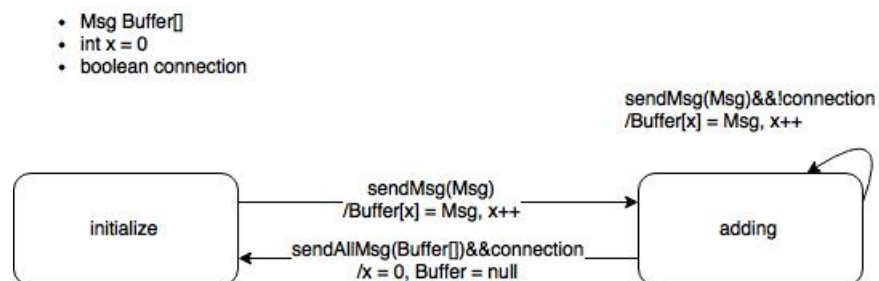 Msg Buffer[]
int x = 0
boolean connection
sendMsg(Msg)&&!connection
/Buffer[x] = Msg, x++
initialize
sendMsg(Msg)
/Buffer[x] = Msg, x++
sendAllMsg(Buffer[])&&connection
/x = 0, Buffer = null
adding